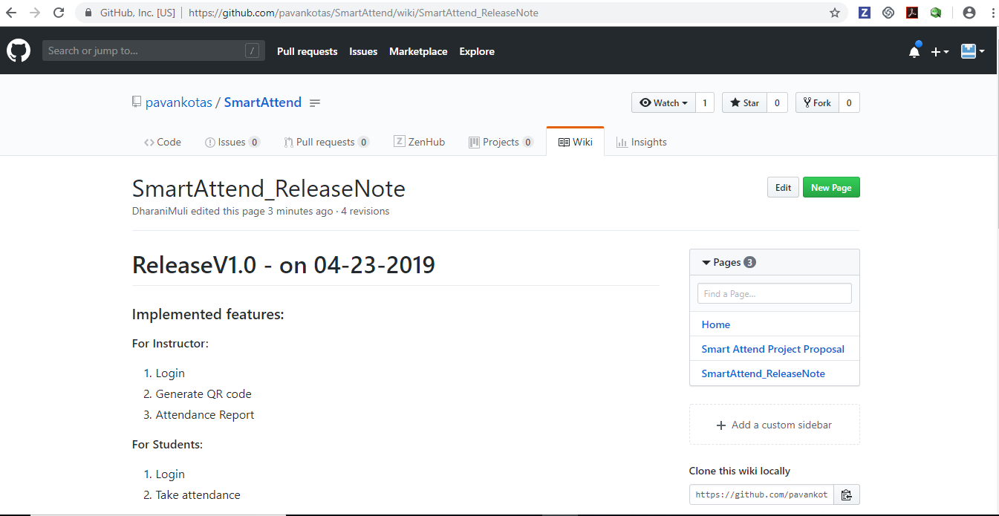 GitHub, Inc. [US] | https://github.com/pavankotas/SmartAttend/wiki/SmartAttend_ReleaseNote
Search or jump to... / Pull requests Issues Marketplace Explore
pavankotas / SmartAttend
Watch 1 Star 0 Fork 0
Code Issues 0 Pull requests 0 ZenHub Projects 0 Wiki Insights
SmartAttend_ReleaseNote
Edit New Page
DharaniMuli edited this page 3 minutes ago · 4 revisions
ReleaseV1.0 - on 04-23-2019
Implemented features:
For Instructor:
1. Login
2. Generate QR code
3. Attendance Report
For Students:
1. Login
2. Take attendance
Pages 3
Find a Page...
Home
Smart Attend Project Proposal
SmartAttend_ReleaseNote
+ Add a custom sidebar
Clone this wiki locally
https://github.com/pavankot